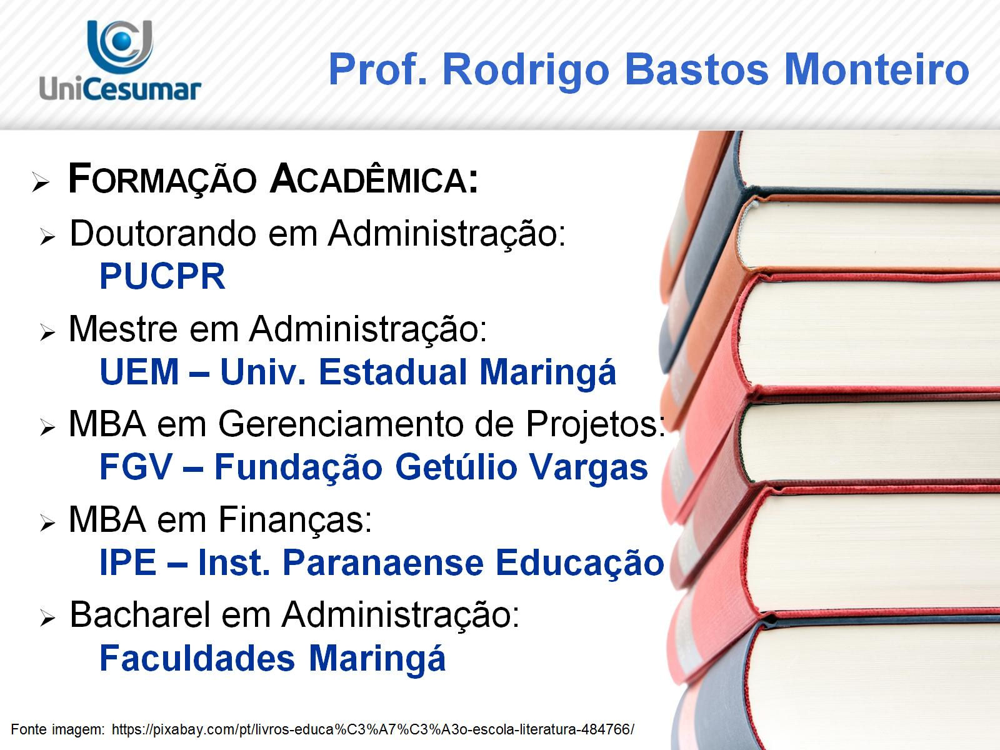 UniCesumar
Prof. Rodrigo Bastos Monteiro
FORMAÇÃO ACADÊMICA:
Doutorando em Administração:
PUCPR
Mestre em Administração:
UEM – Univ. Estadual Maringá
MBA em Gerenciamento de Projetos:
FGV – Fundação Getúlio Vargas
MBA em Finanças:
IPE – Inst. Paranaense Educação
Bacharel em Administração:
Faculdades Maringá
Fonte imagem: https://pixabay.com/pt/livros-educa%C3%A7%C3%A3o-escola-literatura-484766/